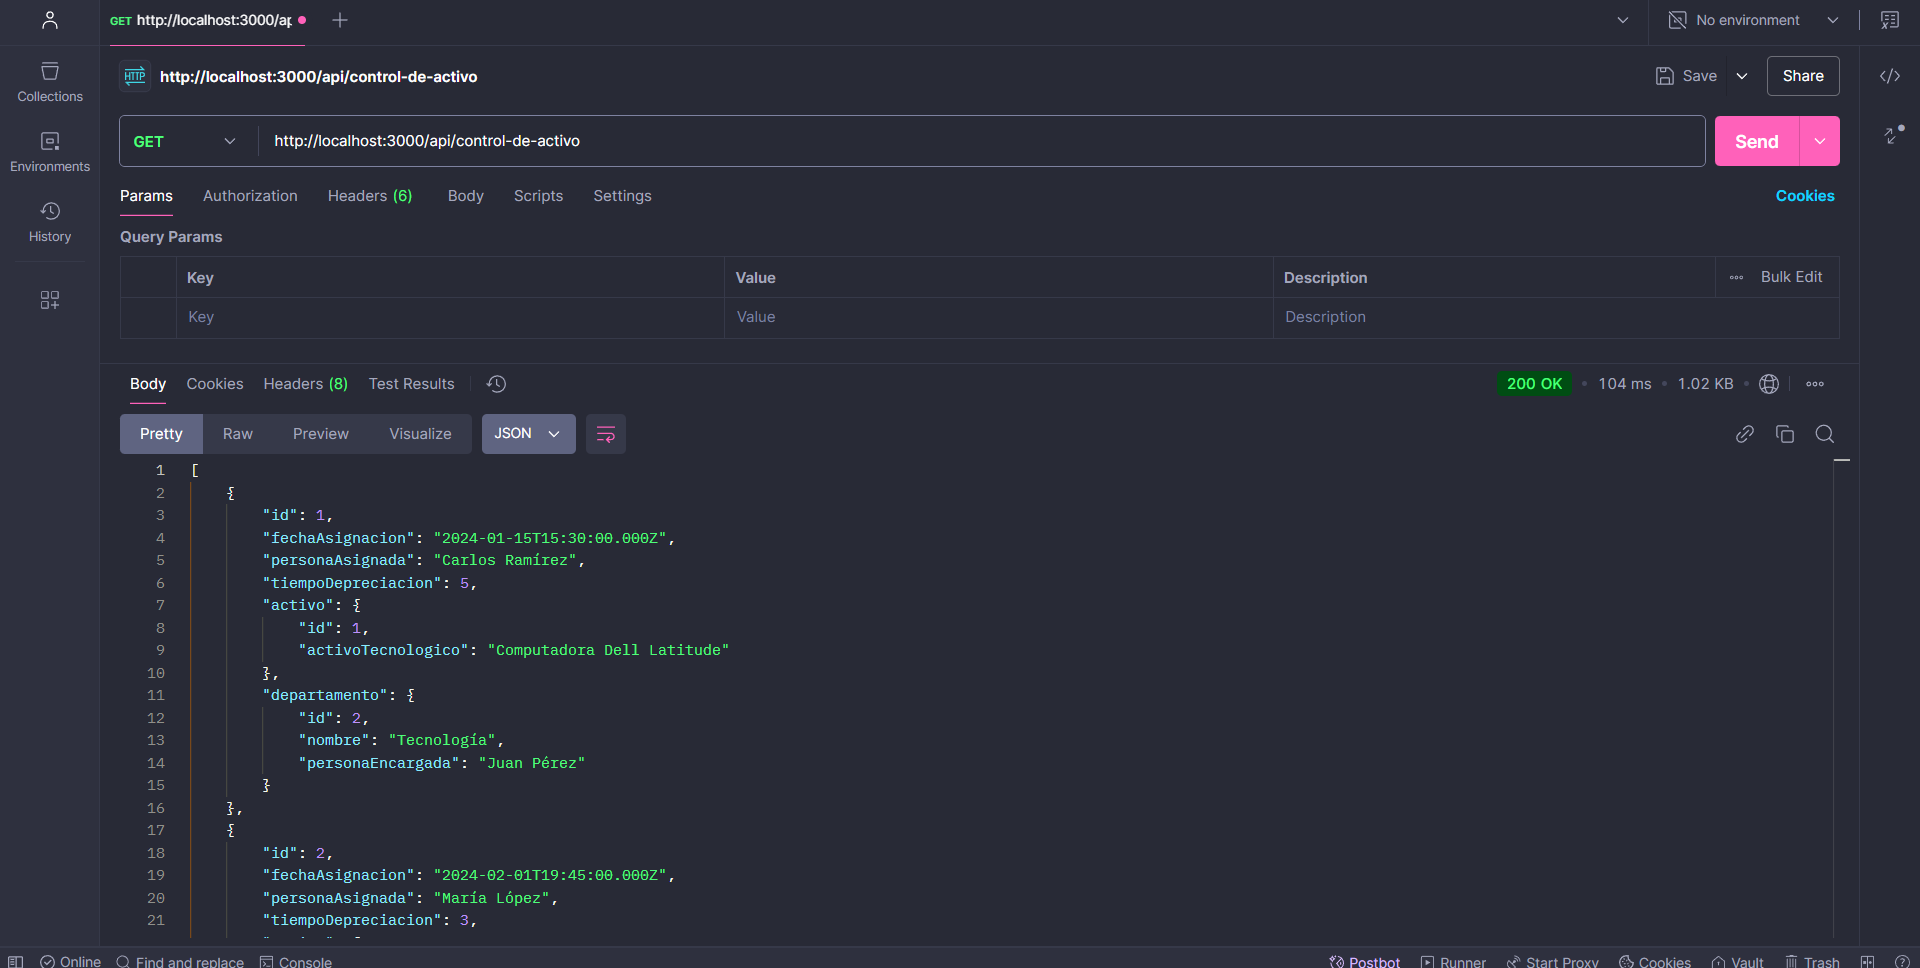 GET http://localhost:3000/ap
No environment
Collections
Environments
History
HTTP http://localhost:3000/api/control-de-activo
Save
Share
GET
http://localhost:3000/api/control-de-activo
Send
Params Authorization Headers (6) Body Scripts Settings
Cookies
Query Params
Key Value Description Bulk Edit
Key Value Description
Body Cookies Headers (8) Test Results
200 OK • 104 ms • 1.02 KB
Pretty Raw Preview Visualize JSON
1 [
2 {
3 "id": 1,
4 "fechaAsignacion": "2024-01-15T15:30:00.000Z",
5 "personaAsignada": "Carlos Ramírez",
6 "tiempoDepreciacion": 5,
7 "activo": {
8 "id": 1,
9 "activoTecnologico": "Computadora Dell Latitude"
10 },
11 "departamento": {
12 "id": 2,
13 "nombre": "Tecnología",
14 "personaEncargada": "Juan Pérez"
15 }
16 },
17 {
18 "id": 2,
19 "fechaAsignacion": "2024-02-01T19:45:00.000Z",
20 "personaAsignada": "María López",
21 "tiempoDepreciacion": 3,
Online Find and replace Console
Postbot Runner Start Proxy Cookies Vault Trash